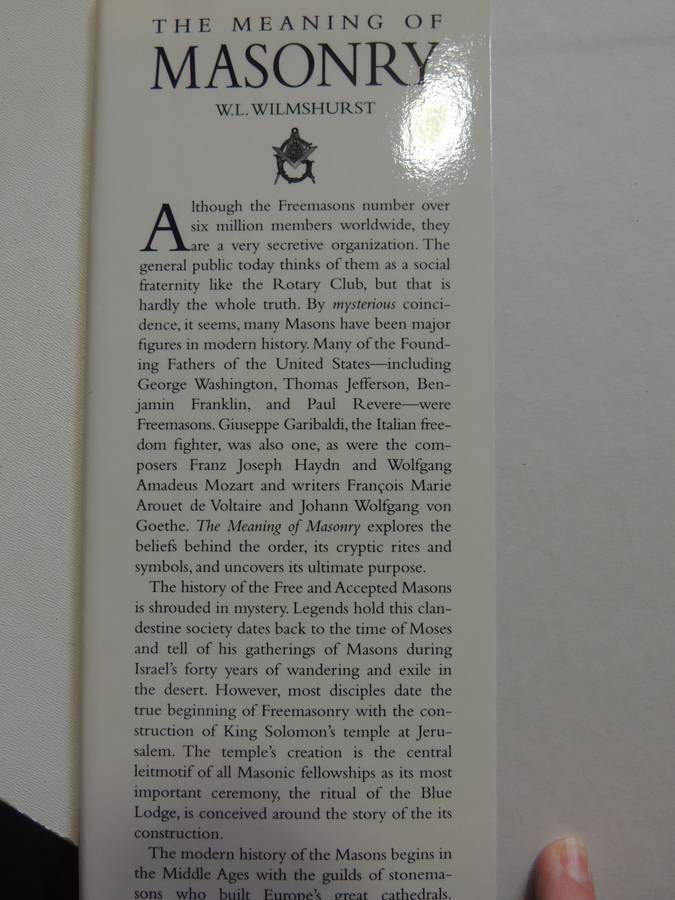 THE MEANING OF
MASONRY
W.L. WILMSHURST
Although the Freemasons number over
six million members worldwide, they
are a very secretive organization. The
general public today thinks of them as a social
fraternity like the Rotary Club, but that is
hardly the whole truth. By mysterious coinci-
dence, it seems, many Masons have been major
figures in modern history. Many of the Found-
ing Fathers of the United States—including
George Washington, Thomas Jefferson, Ben-
jamin Franklin, and Paul Revere—were
Freemasons. Giuseppe Garibaldi, the Italian free-
dom fighter, was also one, as were the com-
posers Franz Joseph Haydn and Wolfgang
Amadeus Mozart and writers François Marie
Arouet de Voltaire and Johann Wolfgang von
Goethe. The Meaning of Masonry explores the
beliefs behind the order, its cryptic rites and
symbols, and uncovers its ultimate purpose.
The history of the Free and Accepted Masons
is shrouded in mystery. Legends hold this clan-
destine society dates back to the time of Moses
and tell of his gatherings of Masons during
Israel's forty years of wandering and exile in
the desert. However, most disciples date the
true beginning of Freemasonry with the con-
struction of King Solomon's temple at Jeru-
salem. The temple's creation is the central
leitmotif of all Masonic fellowships as its most
important ceremony, the ritual of the Blue
Lodge, is conceived around the story of the its
construction.
The modern history of the Masons begins in
the Middle Ages with the guilds of stonema-
sons who built Europe's great cathedrals.